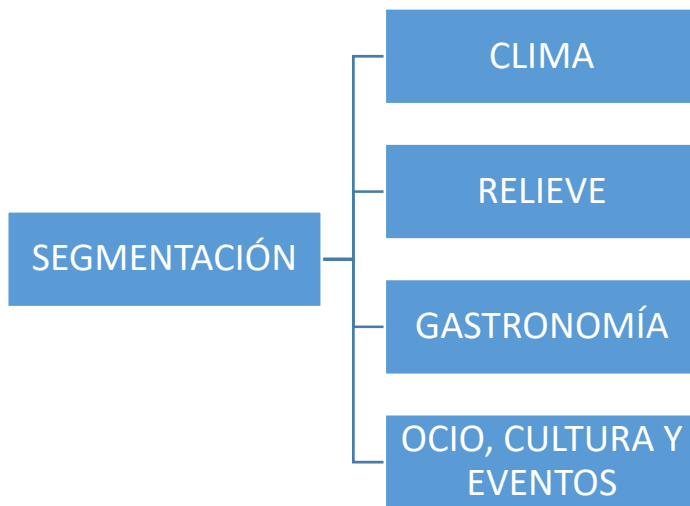 SEGMENTACIÓN
CLIMA
RELIEVE
GASTRONOMÍA
OCIO, CULTURA Y
EVENTOS